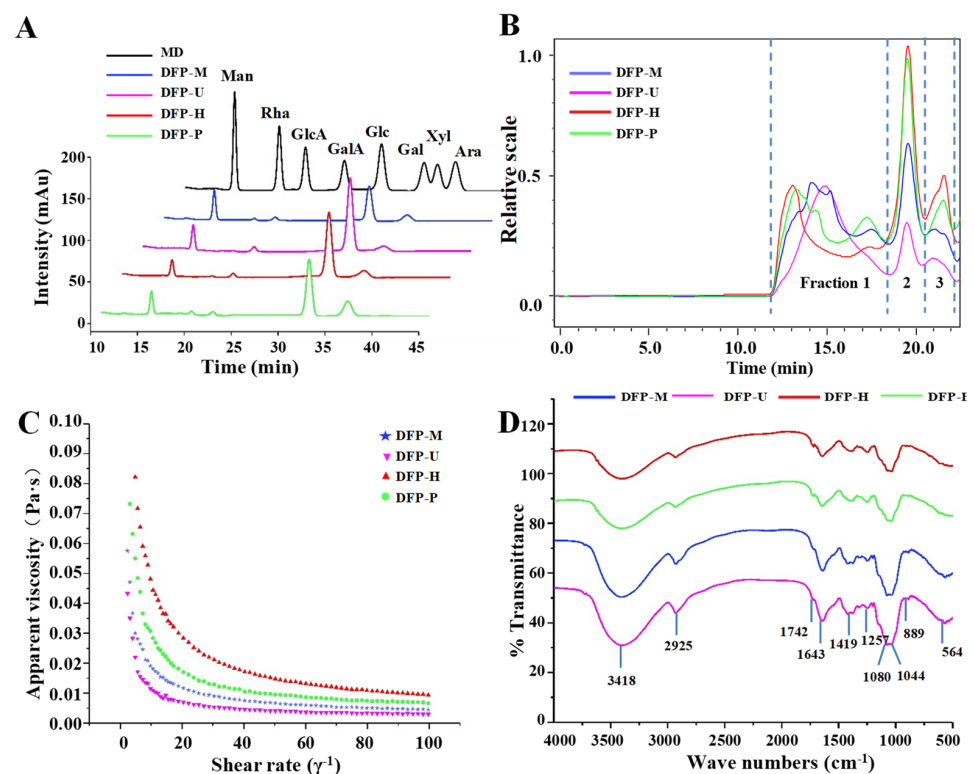 A
MD
DFP-M
DFP-U
DFP-H
DFP-P
Man
Rha
GlcA
GalA
Glc
Gal
Xyl
Ara
Intensity (mAu)
200
150
100
50
0
10 15 20 25 30 35 40 45
Time (min)
B
DFP-M
DFP-U
DFP-H
DFP-P
Relative scale
1.0
0.5
0.0
Fraction 1
2
3
0.0 5.0 10.0 15.0 20.0
Time (min)
C
DFP-M
DFP-U
DFP-H
DFP-P
Apparent viscosity（Pa·s）
0.10
0.09
0.08
0.07
0.06
0.05
0.04
0.03
0.02
0.01
0.00
0 20 40 60 80 100
Shear rate (γ-1)
D
DFP-M DFP-U DFP-H
% Transmittance
120
100
80
60
40
20
0
3418
2925
1742
1643
1419
1257
1080
1044
889
564
4000 3500 3000 2500 2000 1500 1000 500
Wave numbers (cm-1)